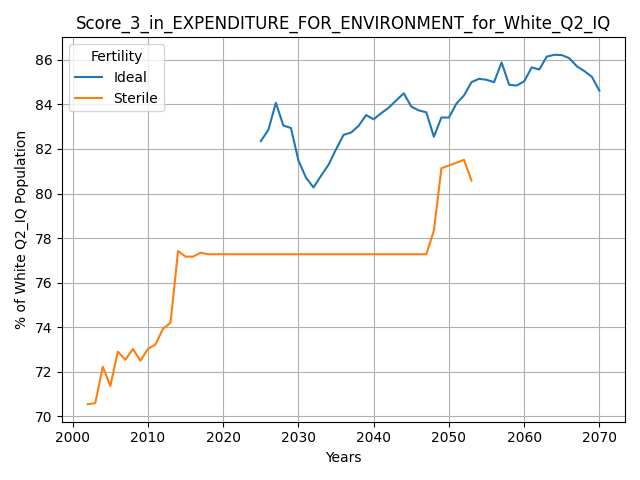 Score_3_in_EXPENDITURE_FOR_ENVIRONMENT_for_White_Q2_IQ
Fertility
Ideal
Sterile
% of White Q2_IQ Population
86
84
82
80
78
76
74
72
70
2000 2010 2020 2030 2040 2050 2060 2070
Years